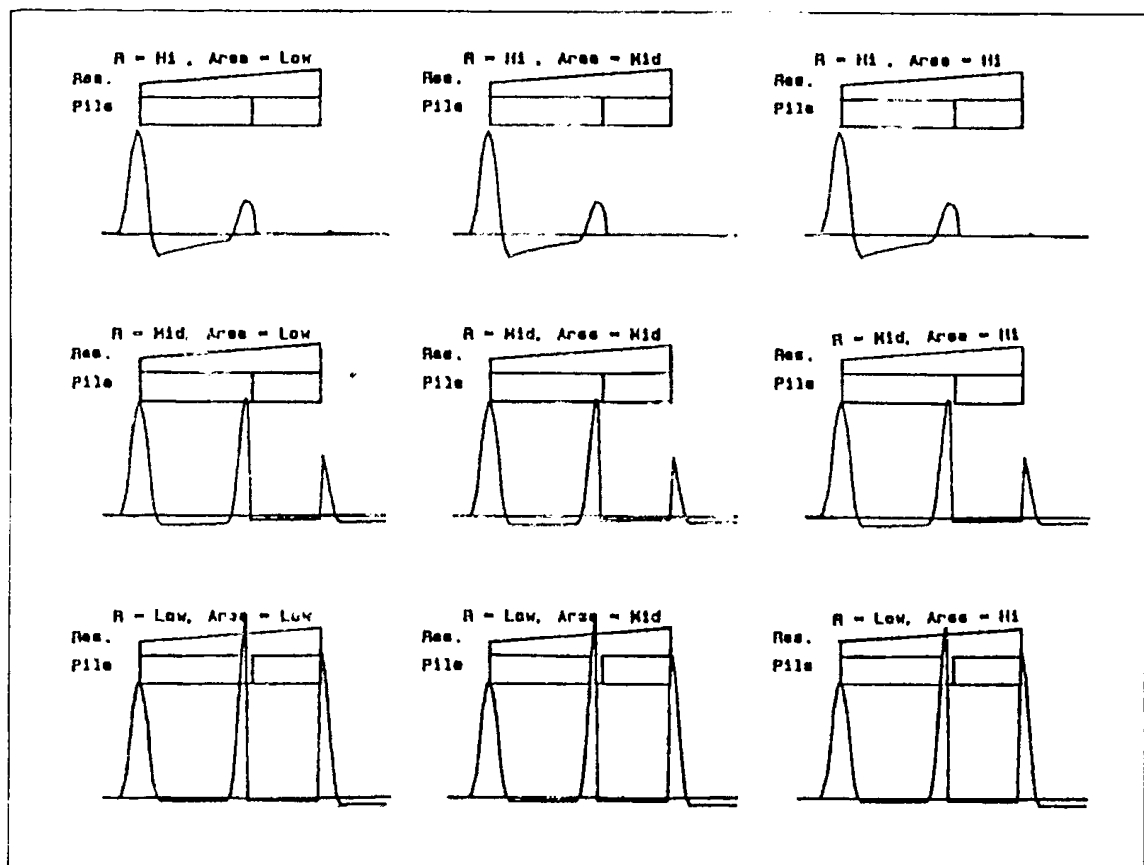 R = Hi , Area = Low
Res.
Pile
R = Hi , Area = Mid
Res.
Pile
R = Hi , Area = Hi
Res.
Pile
R = Mid, Area = Low
Res.
Pile
R = Mid, Area = Mid
Res.
Pile
R = Mid, Area = Hi
Res.
Pile
R = Low, Area = Low
Res.
Pile
R = Low, Area = Mid
Res.
Pile
R = Low, Area = Hi
Res.
Pile